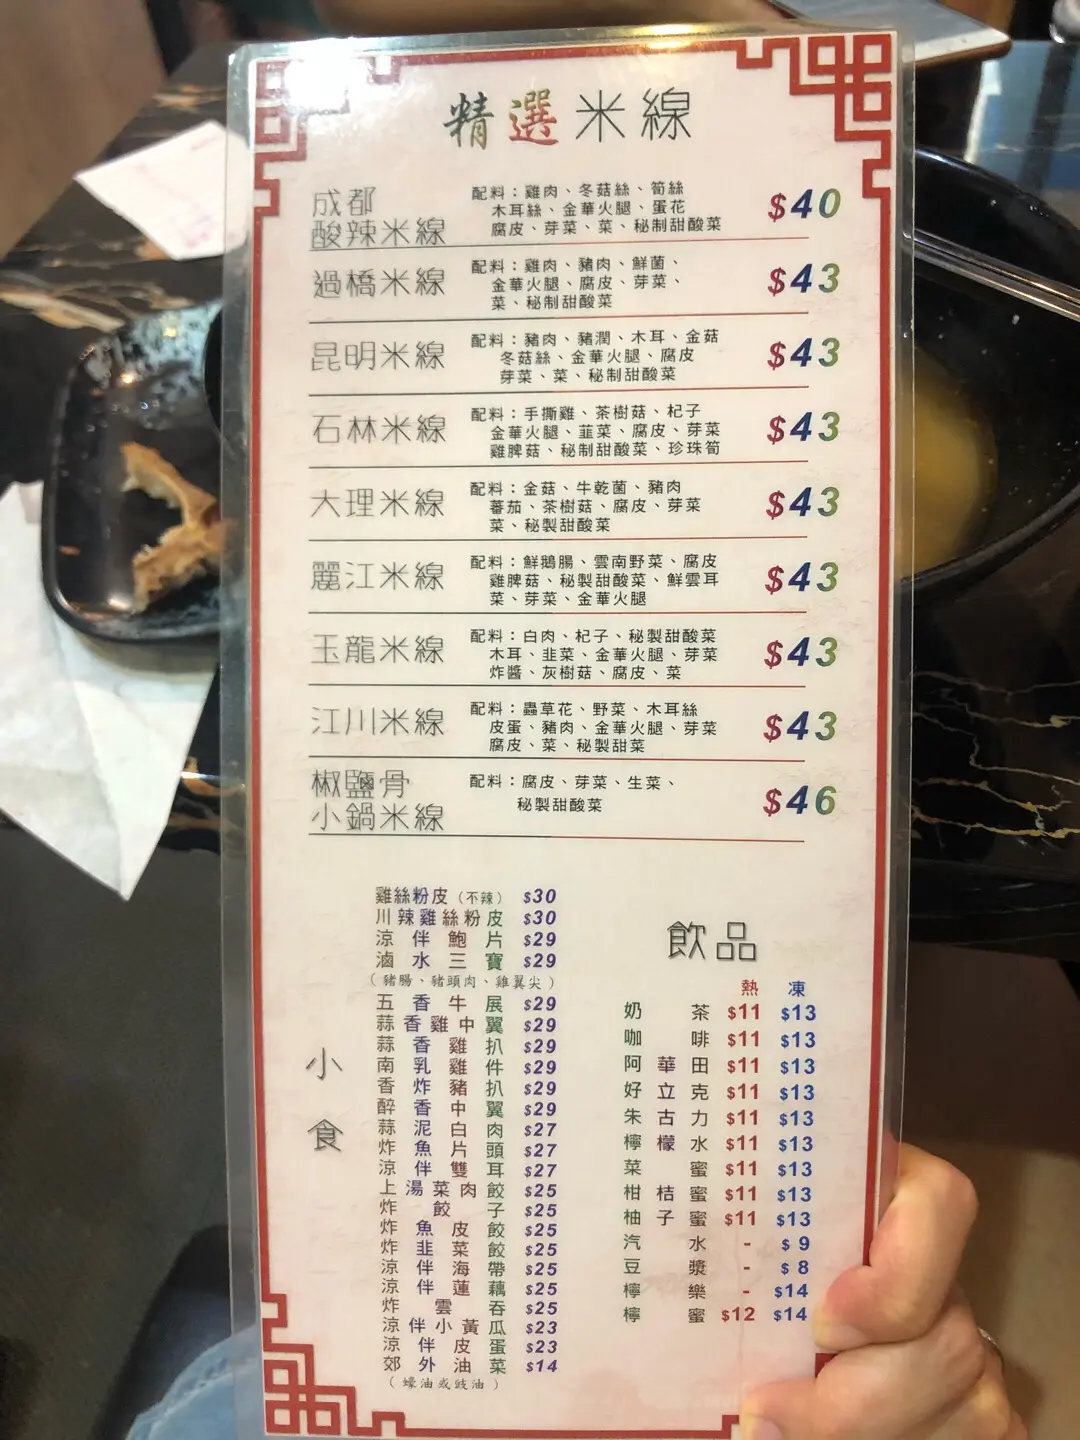 精選米線
成都
酸辣米線
配料：雞肉、冬菇絲、筍絲
木耳絲、金華火腿、蛋花
腐皮、芽菜、菜、秘制甜酸菜
$40
過橋米線
配料：雞肉、豬肉、鮮菌、
金華火腿、腐皮、芽菜、
菜、秘制甜酸菜
$43
昆明米線
配料：豬肉、豬潤、木耳、金菇
冬菇絲、金華火腿、腐皮
芽菜、菜、秘制甜酸菜
$43
石林米線
配料：手撕雞、茶樹菇、杞子
金華火腿、韮菜、腐皮、芽菜
雞脾菇、秘制甜酸菜、珍珠筍
$43
大理米線
配料：金菇、牛乾菌、豬肉
蕃茄、茶樹菇、腐皮、芽菜
菜、秘製甜酸菜
$43
麗江米線
配料：鮮鵝腸、雲南野菜、腐皮
雞脾菇、秘製甜酸菜、鮮雲耳
菜、芽菜、金華火腿
$43
玉龍米線
配料：白肉、杞子、秘製甜酸菜
木耳、韭菜、金華火腿、芽菜
炸醬、灰樹菇、腐皮、菜
$43
江川米線
配料：蟲草花、野菜、木耳絲
皮蛋、豬肉、金華火腿、芽菜
腐皮、菜、秘製甜菜
$43
椒鹽骨
小鍋米線
配料：腐皮、芽菜、生菜、
秘製甜酸菜
$46
小食
雞絲粉皮（不辣） $30
川辣雞絲粉皮 $30
涼伴鮑片 $29
滷水三寶 $29
（豬腸、豬頭肉、雞翼尖）
五香牛展 $29
蒜香雞中翼 $29
蒜香雞扒 $29
南乳雞件 $29
香炸豬扒 $29
醉香中翼 $29
蒜泥白肉 $27
炸魚片頭 $27
涼伴雙耳 $27
上湯菜肉餃 $25
炸餃子 $25
炸魚皮餃 $25
炸韭菜餃 $25
涼伴海帶 $25
涼伴蓮藕 $25
炸雲吞 $25
涼伴小黃瓜 $23
涼伴皮蛋 $23
郊外油菜 $14
（蠔油或豉油）
飲品
熱 凍
奶茶 $11 $13
咖啡 $11 $13
阿華田 $11 $13
好立克 $11 $13
朱古力 $11 $13
檸檬水 $11 $13
菜蜜 $11 $13
柑桔蜜 $11 $13
柚子蜜 $11 $13
汽水 - $9
豆漿 - $8
檸樂 - $14
檸蜜 $12 $14